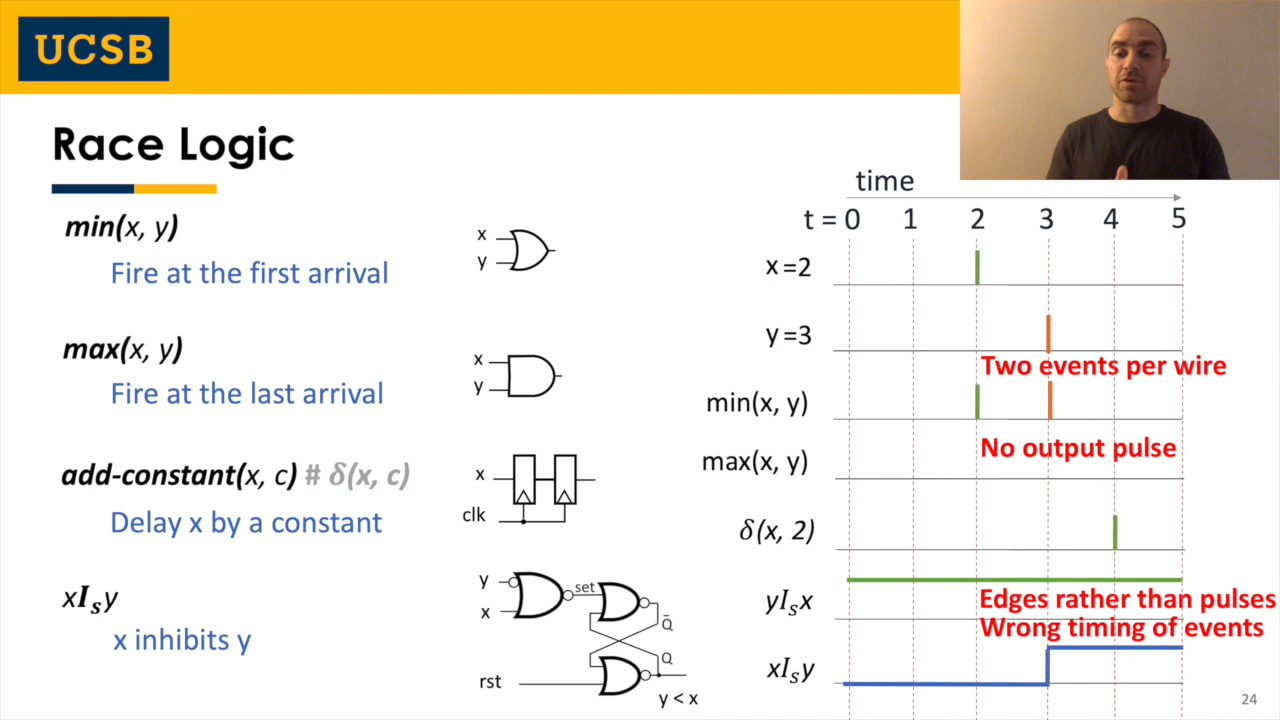 UCSB
Race Logic
min(x, y)
Fire at the first arrival
x
y
max(x, y)
Fire at the last arrival
x
y
add-constant(x, c) # δ(x, c)
Delay x by a constant
x
clk
xIₛy
x inhibits y
y
x
set
Q̄
Q
rst
y < x
time
t = 0 1 2 3 4 5
x =2
y =3
Two events per wire
min(x, y)
No output pulse
max(x, y)
δ(x, 2)
yIₛx
Edges rather than pulses
Wrong timing of events
xIₛy
24